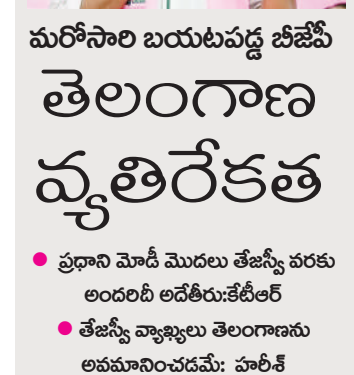 మరోసారి బయటపడ్డ బీజేపీ
తెలంగాణ
వ్యతిరేకత
● ప్రధాని మోడీ మొదలు తేజస్వీ వరకు
అందరిదీ అదేతీరు:కేటీఆర్
● తేజస్వీ వ్యాఖ్యలు తెలంగాణను
అవమానించడమే: హరీశ్